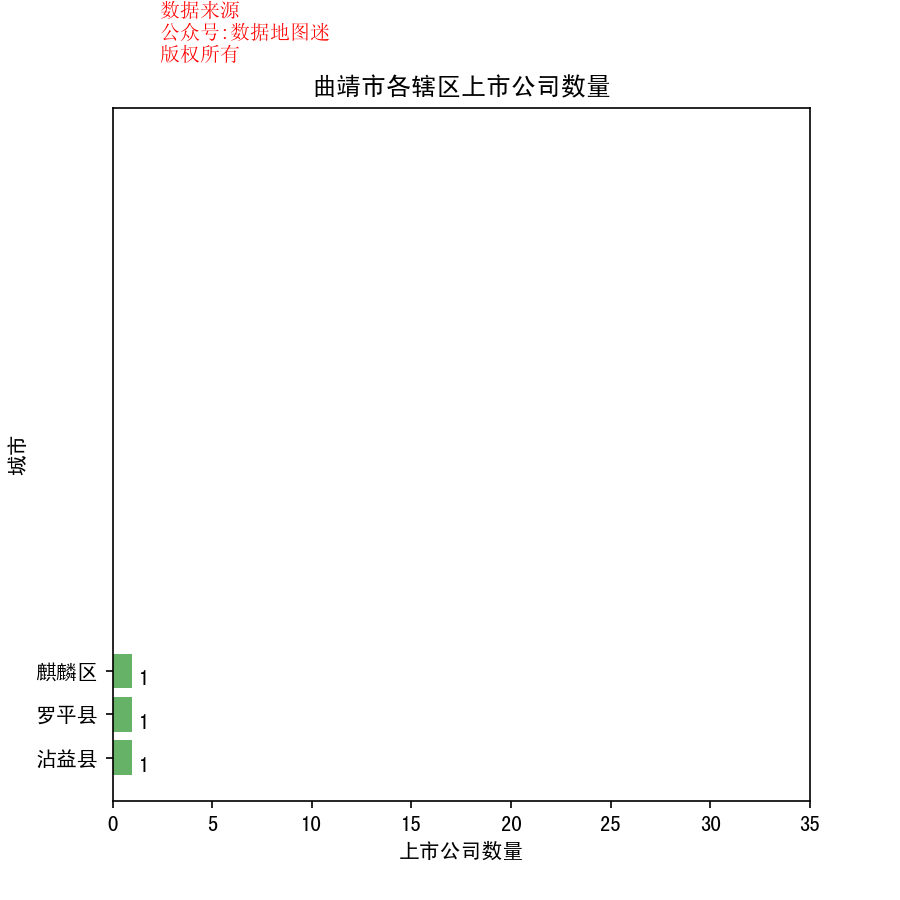 数据来源
公众号:数据地图迷
版权所有
曲靖市各辖区上市公司数量
城市
麒麟区
1
罗平县
1
沾益县
1
0 5 10 15 20 25 30 35
上市公司数量